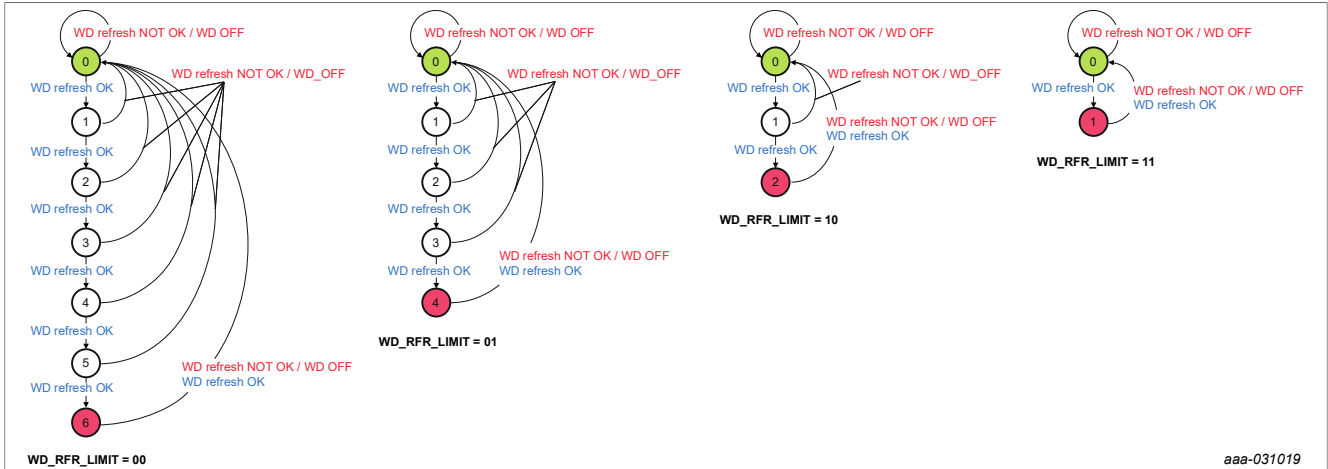 WD refresh NOT OK / WD OFF
0
WD refresh NOT OK / WD_OFF
WD refresh OK
1
WD refresh OK
2
WD refresh OK
3
WD refresh OK
4
WD refresh OK
5
WD refresh NOT OK / WD OFF
WD refresh OK
WD refresh OK
6
WD_RFR_LIMIT = 00
WD refresh NOT OK / WD OFF
0
WD refresh NOT OK / WD_OFF
WD refresh OK
1
WD refresh OK
2
WD refresh OK
3
WD refresh NOT OK / WD OFF
WD refresh OK
WD refresh OK
4
WD_RFR_LIMIT = 01
WD refresh NOT OK / WD OFF
0
WD refresh NOT OK / WD_OFF
WD refresh OK
1
WD refresh NOT OK / WD OFF
WD refresh OK
WD refresh OK
2
WD_RFR_LIMIT = 10
WD refresh NOT OK / WD OFF
0
WD refresh OK
WD refresh NOT OK / WD OFF
WD refresh OK
1
WD_RFR_LIMIT = 11
aaa-031019